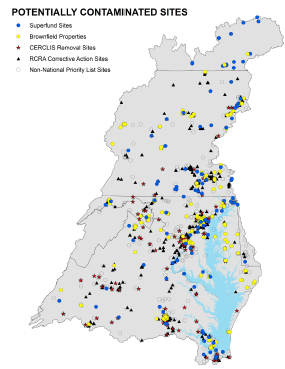 POTENTIALLY CONTAMINATED SITES
Superfund Sites
Brownfield Properties
CERCLIS Removal Sites
RCRA Corrective Action Sites
Non-National Priority List Sites